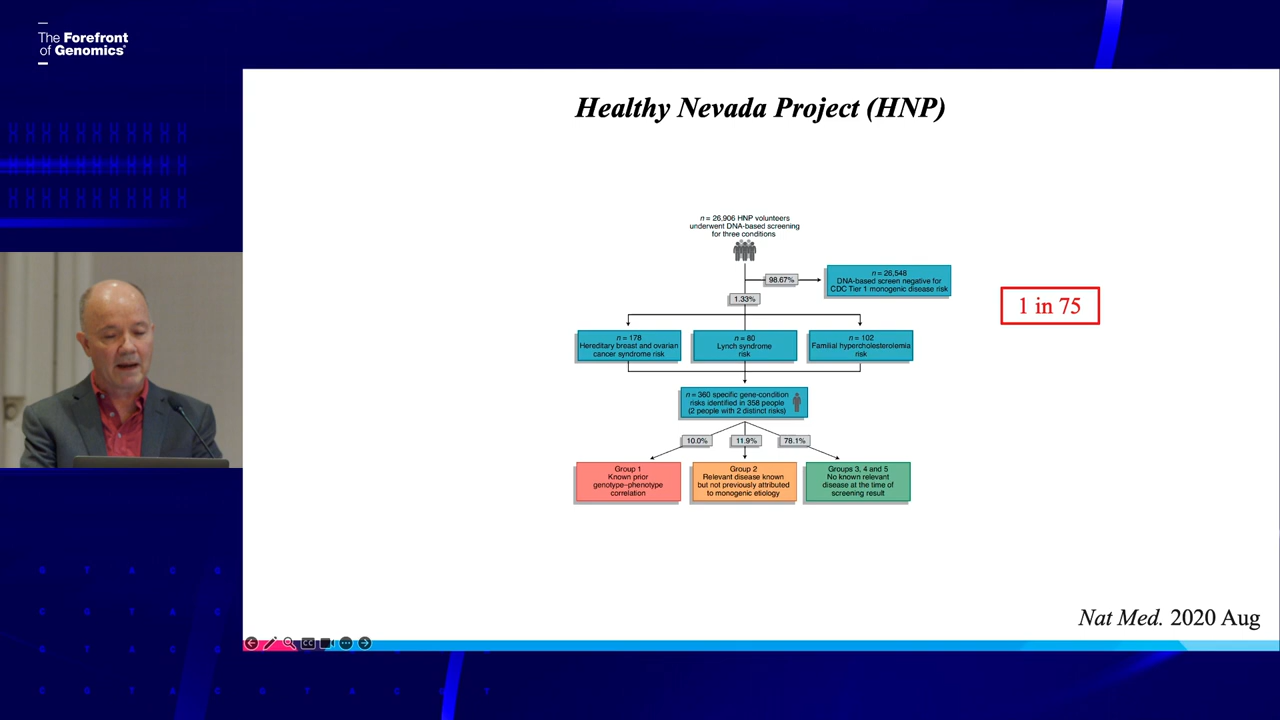 The Forefront
of Genomics®
Healthy Nevada Project (HNP)
n = 26,906 HNP volunteers
underwent DNA-based screening
for three conditions
98.67%
n = 26,548
DNA-based screen negative for
CDC Tier 1 monogenic disease risk
1 in 75
1.33%
n = 178
Hereditary breast and ovarian
cancer syndrome risk
n = 80
Lynch syndrome
risk
n = 102
Familial hypercholesterolemia
risk
n = 360 specific gene-condition
risks identified in 358 people
(2 people with 2 distinct risks)
10.0%
11.9%
78.1%
Group 1
Known prior
genotype–phenotype
correlation
Group 2
Relevant disease known
but not previously attributed
to monogenic etiology
Groups 3, 4 and 5
No known relevant
disease at the time of
screening result
Nat Med. 2020 Aug
CC